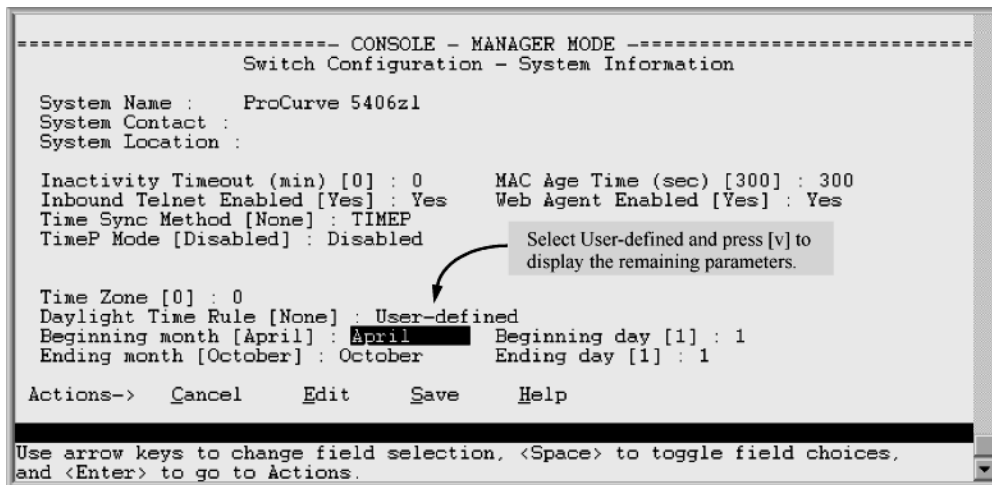 ==========================- CONSOLE - MANAGER MODE -============================
Switch Configuration - System Information
System Name : ProCurve 5406zl
System Contact :
System Location :
Inactivity Timeout (min) [0] : 0 MAC Age Time (sec) [300] : 300
Inbound Telnet Enabled [Yes] : Yes Web Agent Enabled [Yes] : Yes
Time Sync Method [None] : TIMEP
TimeP Mode [Disabled] : Disabled
Select User-defined and press [v] to
display the remaining parameters.
Time Zone [0] : 0
Daylight Time Rule [None] : User-defined
Beginning month [April] : April Beginning day [1] : 1
Ending month [October] : October Ending day [1] : 1
Actions-> Cancel Edit Save Help
Use arrow keys to change field selection, <Space> to toggle field choices,
and <Enter> to go to Actions.